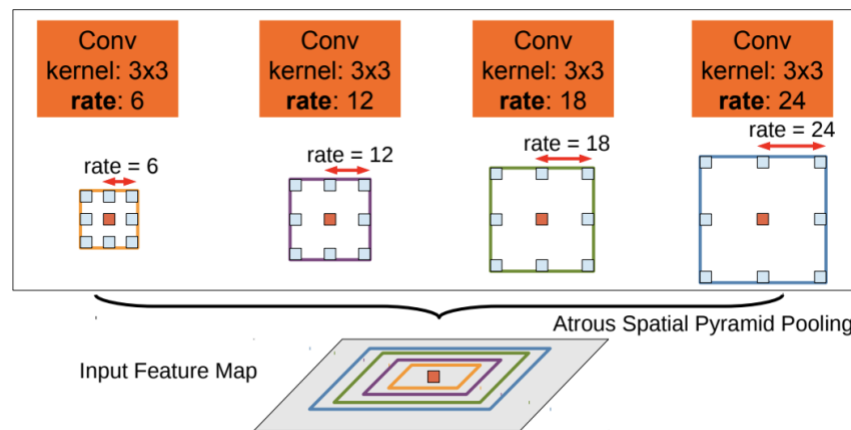 Conv
kernel: 3x3
rate: 6
Conv
kernel: 3x3
rate: 12
Conv
kernel: 3x3
rate: 18
Conv
kernel: 3x3
rate: 24
rate = 6
rate = 12
rate = 18
rate = 24
Atrous Spatial Pyramid Pooling
Input Feature Map